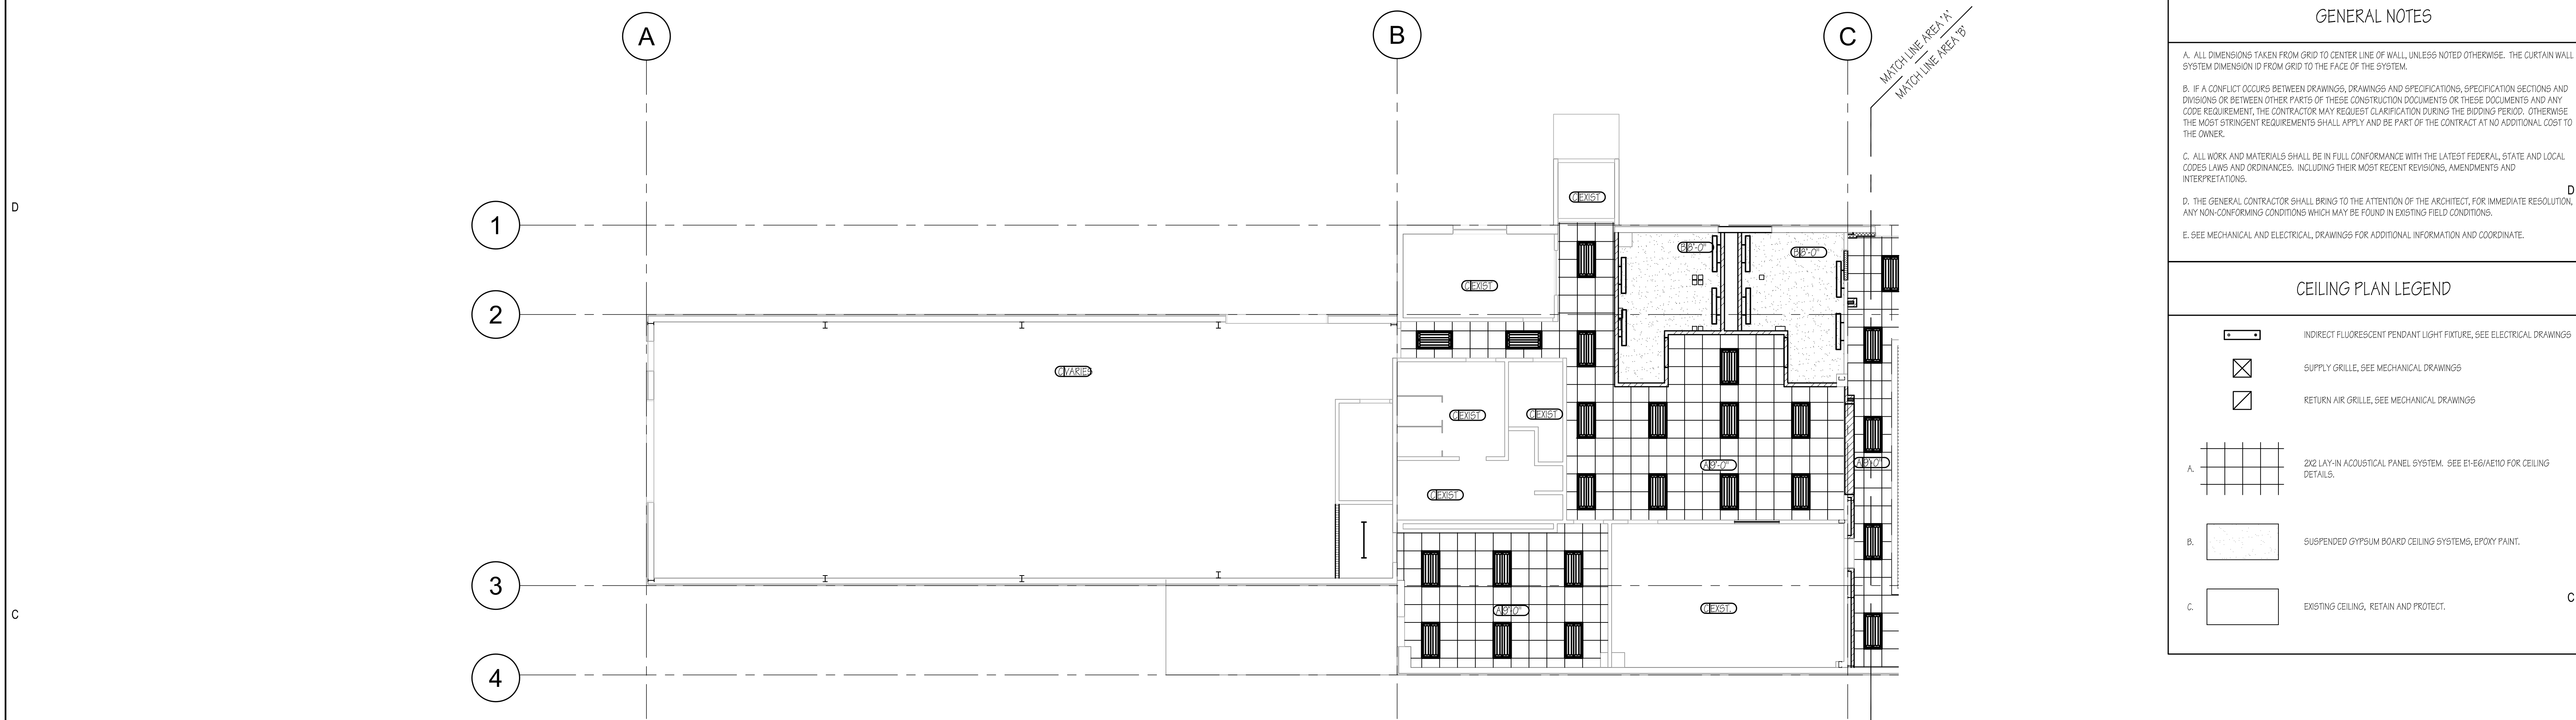 A
B
C
MATCH LINE AREA 'A'
MATCH LINE AREA 'B'
1
2
3
4
D
C
D
C
C EXIST
B 8'-0"
B 8'-0"
C EXIST
C VARIES
C EXIST
C EXIST
A 9'-0"
A 9'-0"
C EXIST
A 9'-0"
C EXST.
GENERAL NOTES
A. ALL DIMENSIONS TAKEN FROM GRID TO CENTER LINE OF WALL, UNLESS NOTED OTHERWISE. THE CURTAIN WALL
SYSTEM DIMENSION ID FROM GRID TO THE FACE OF THE SYSTEM.
B. IF A CONFLICT OCCURS BETWEEN DRAWINGS, DRAWINGS AND SPECIFICATIONS, SPECIFICATION SECTIONS AND
DIVISIONS OR BETWEEN OTHER PARTS OF THESE CONSTRUCTION DOCUMENTS OR THESE DOCUMENTS AND ANY
CODE REQUIREMENT, THE CONTRACTOR MAY REQUEST CLARIFICATION DURING THE BIDDING PERIOD. OTHERWISE
THE MOST STRINGENT REQUIREMENTS SHALL APPLY AND BE PART OF THE CONTRACT AT NO ADDITIONAL COST TO
THE OWNER.
C. ALL WORK AND MATERIALS SHALL BE IN FULL CONFORMANCE WITH THE LATEST FEDERAL, STATE AND LOCAL
CODES LAWS AND ORDINANCES. INCLUDING THEIR MOST RECENT REVISIONS, AMENDMENTS AND
INTERPRETATIONS.
D. THE GENERAL CONTRACTOR SHALL BRING TO THE ATTENTION OF THE ARCHITECT, FOR IMMEDIATE RESOLUTION,
ANY NON-CONFORMING CONDITIONS WHICH MAY BE FOUND IN EXISTING FIELD CONDITIONS.
E. SEE MECHANICAL AND ELECTRICAL, DRAWINGS FOR ADDITIONAL INFORMATION AND COORDINATE.
CEILING PLAN LEGEND
INDIRECT FLUORESCENT PENDANT LIGHT FIXTURE, SEE ELECTRICAL DRAWINGS
SUPPLY GRILLE, SEE MECHANICAL DRAWINGS
RETURN AIR GRILLE, SEE MECHANICAL DRAWINGS
A. 2X2 LAY-IN ACOUSTICAL PANEL SYSTEM. SEE E1-E6/AE110 FOR CEILING
DETAILS.
B. SUSPENDED GYPSUM BOARD CEILING SYSTEMS, EPOXY PAINT.
C. EXISTING CEILING, RETAIN AND PROTECT.